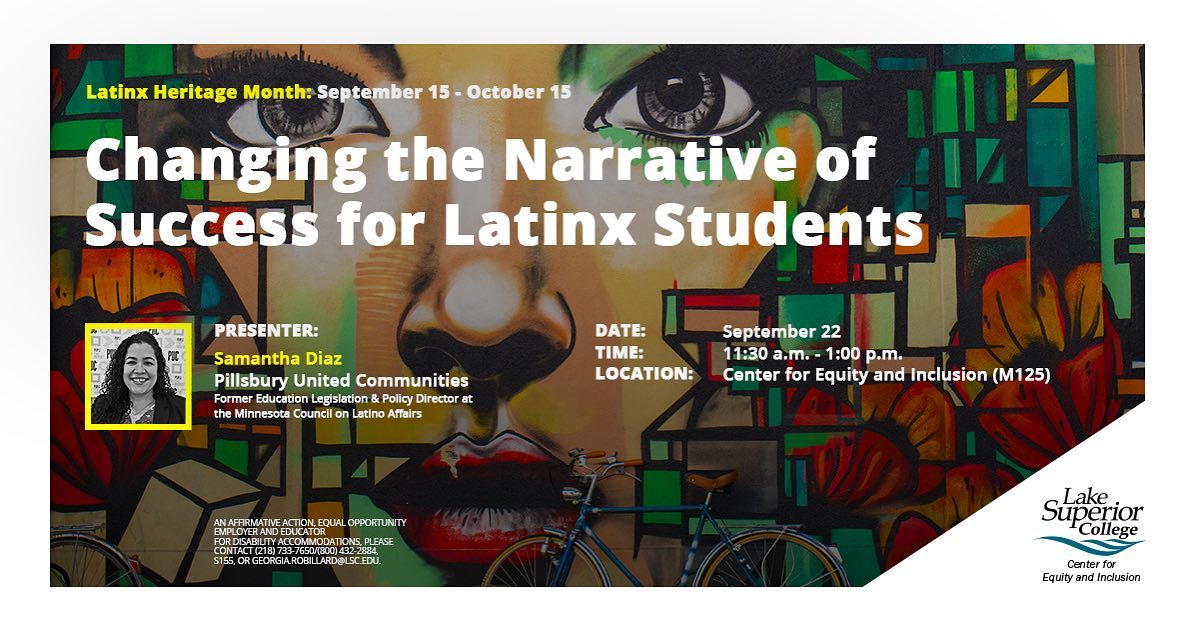 Latinx Heritage Month: September 15 - October 15
Changing the Narrative of
Success for Latinx Students
PRESENTER:
Samantha Diaz
Pillsbury United Communities
Former Education Legislation & Policy Director at
the Minnesota Council on Latino Affairs
DATE: September 22
TIME: 11:30 a.m. - 1:00 p.m.
LOCATION: Center for Equity and Inclusion (M125)
PUC
AN AFFIRMATIVE ACTION, EQUAL OPPORTUNITY
EMPLOYER AND EDUCATOR
FOR DISABILITY ACCOMMODATIONS, PLEASE
CONTACT (218) 733-7650/(800) 432-2884,
S155, OR GEORGIA.ROBILLARD@LSC.EDU.
Lake
Superior
College
Center for
Equity and Inclusion